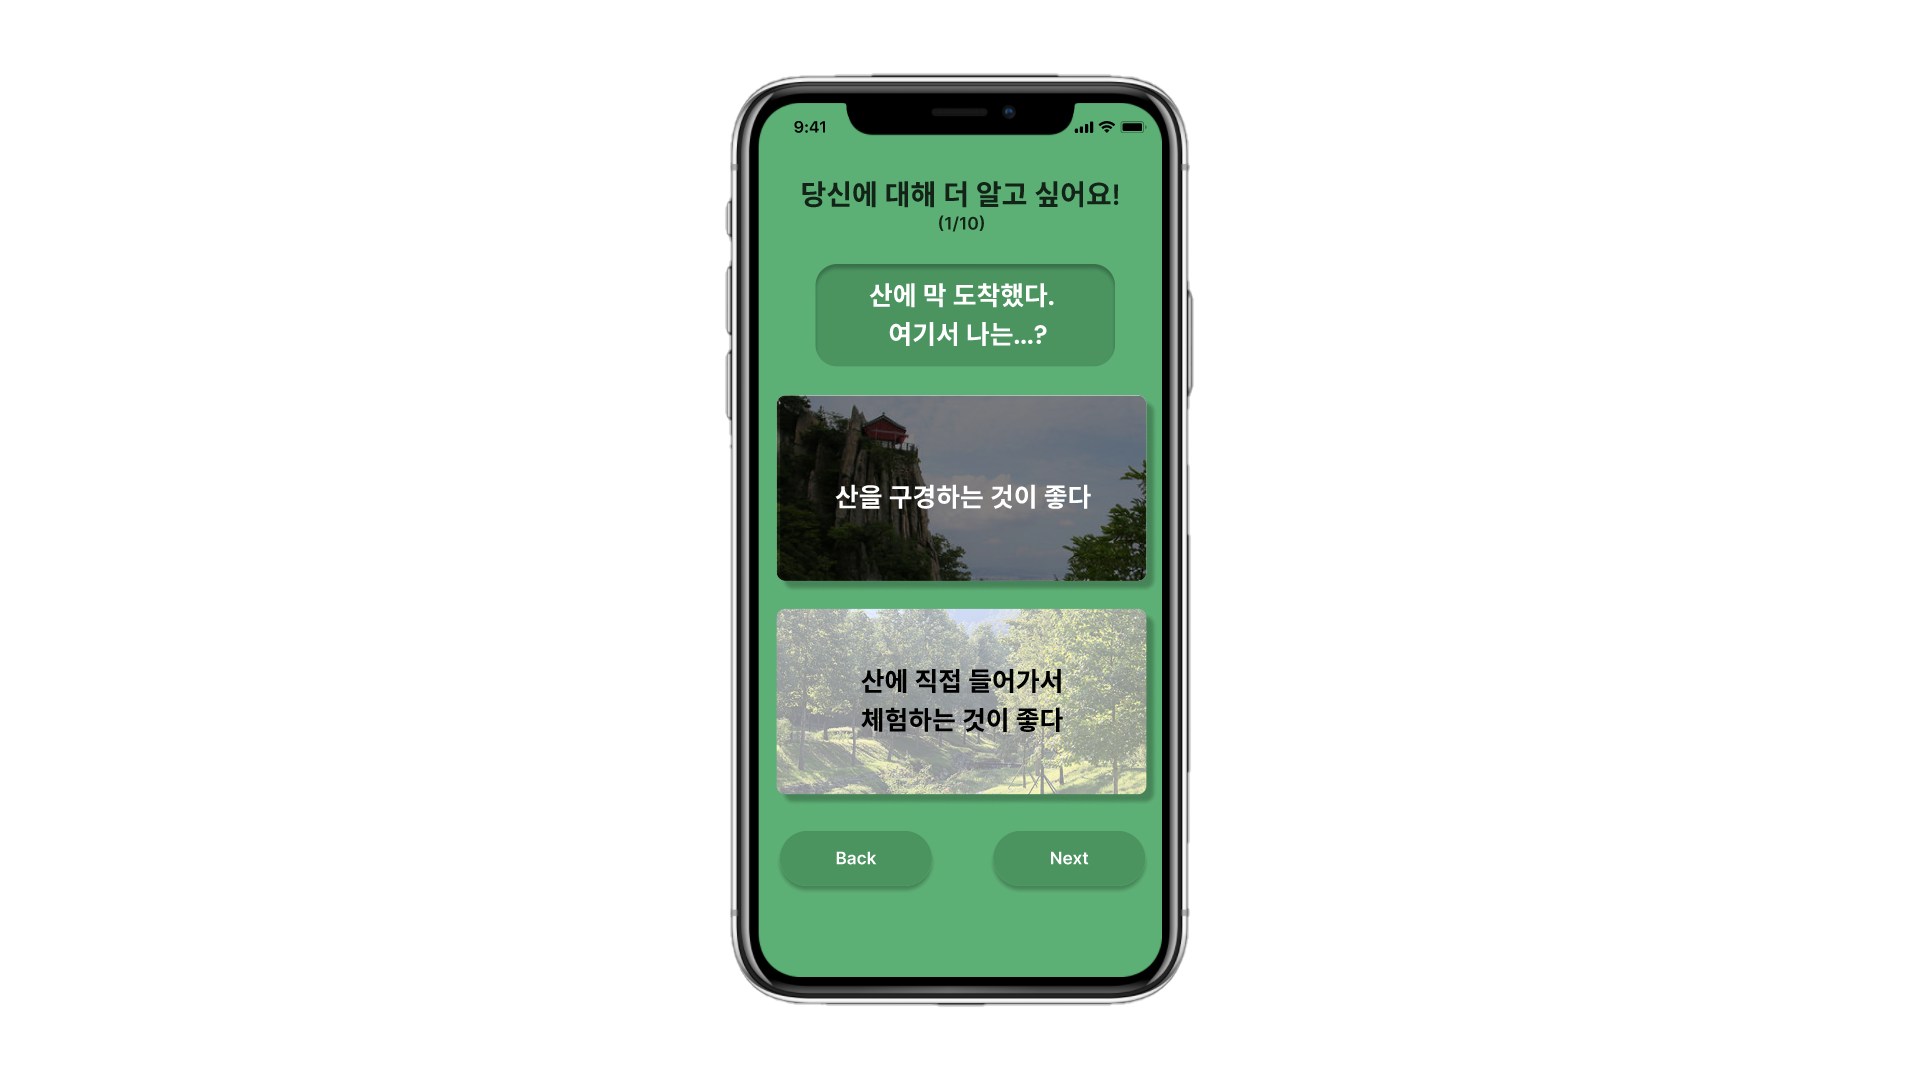 9:41
당신에 대해 더 알고 싶어요!
(1/10)
산에 막 도착했다.
여기서 나는...?
산을 구경하는 것이 좋다
산에 직접 들어가서
체험하는 것이 좋다
Back
Next